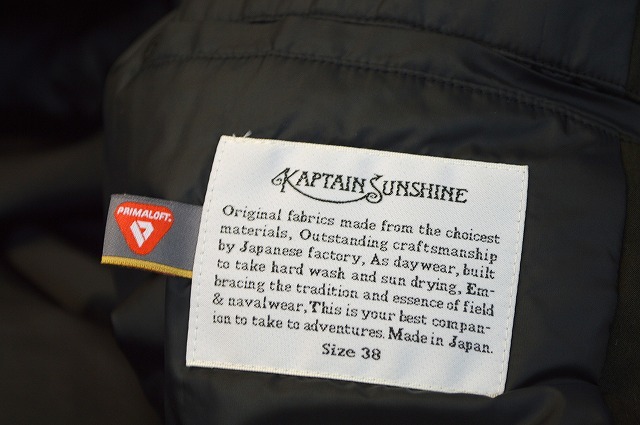 PRIMALOFT.
KAPTAIN SUNSHINE
Original fabrics made from the choicest
materials, Outstanding craftsmanship
by Japanese factory, As daywear, built
to take hard wash and sun drying, Em-
bracing the tradition and essence of field
& navalwear, This is your best compan-
ion to take to adventures. Made in Japan.
Size 38